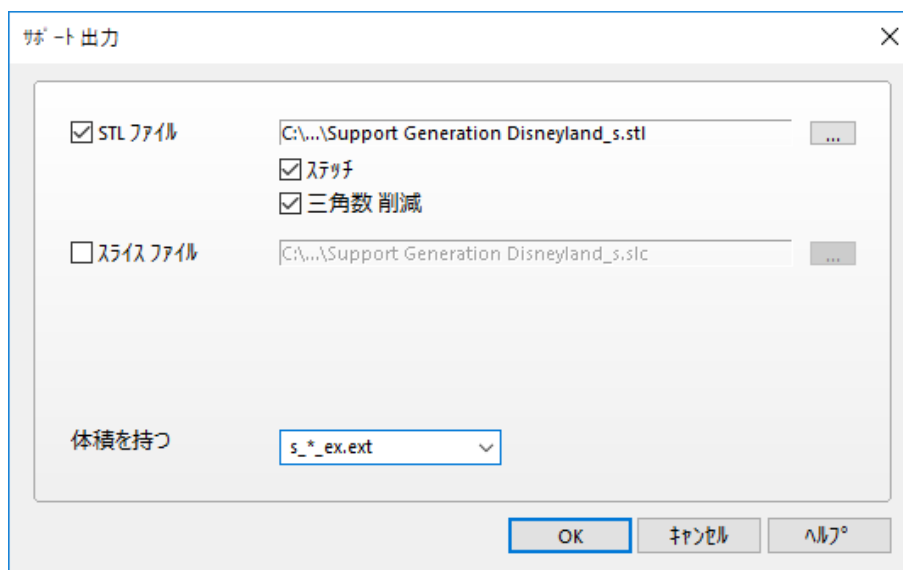 ｻﾎﾟｰﾄ 出力
STL ﾌｧｲﾙ C:\...\Support Generation Disneyland_s.stl ...
ｽﾃｯﾁ
三角数 削減
ｽﾗｲｽ ﾌｧｲﾙ C:\...\Support Generation Disneyland_s.slc ...
体積を持つ s_*_ex.ext
OK ｷｬﾝｾﾙ ﾍﾙﾌﾟ